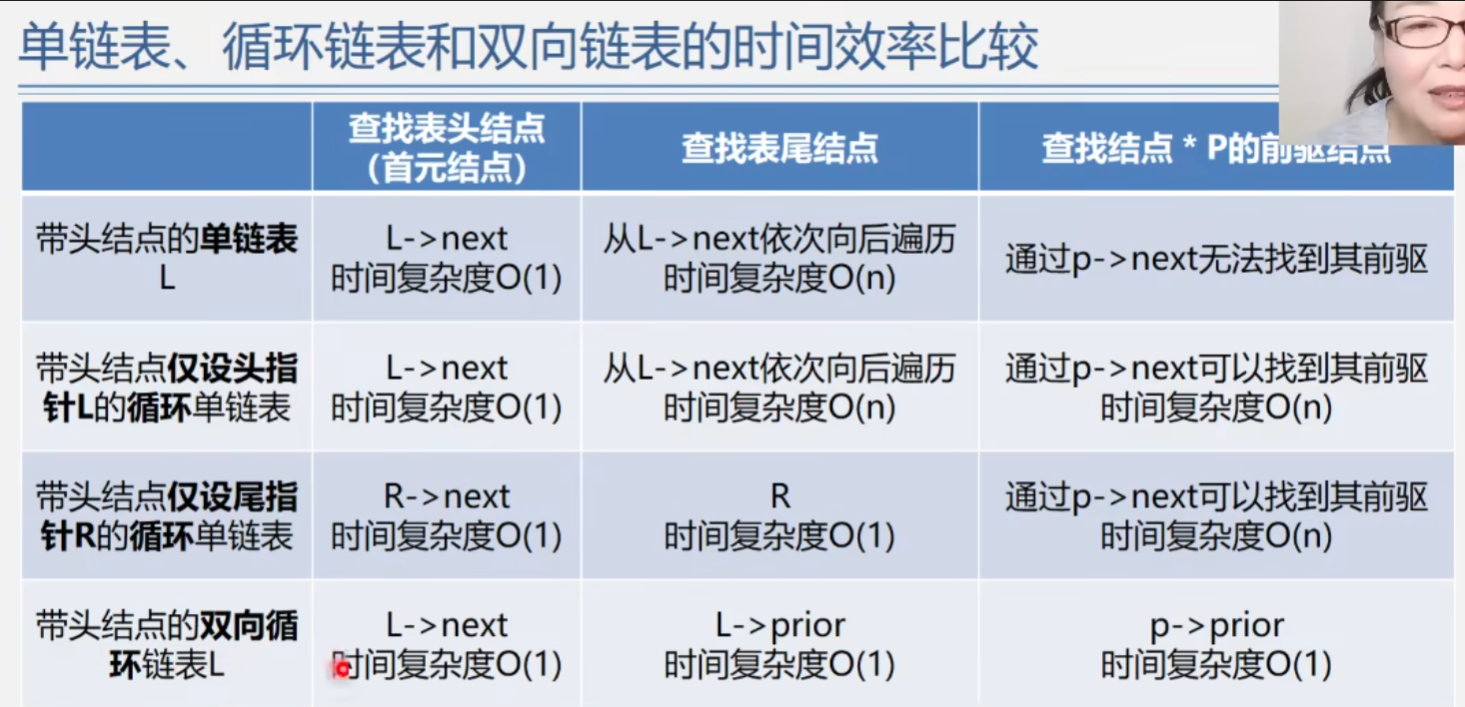 单链表、循环链表和双向链表的时间效率比较
查找表头结点
（首元结点）
查找表尾结点
查找结点 * P的前驱结点
带头结点的单链表
L
L->next
时间复杂度O(1)
从L->next依次向后遍历
时间复杂度O(n)
通过p->next无法找到其前驱
带头结点仅设头指
针L的循环单链表
L->next
时间复杂度O(1)
从L->next依次向后遍历
时间复杂度O(n)
通过p->next可以找到其前驱
时间复杂度O(n)
带头结点仅设尾指
针R的循环单链表
R->next
时间复杂度O(1)
R
时间复杂度O(1)
通过p->next可以找到其前驱
时间复杂度O(n)
带头结点的双向循
环链表L
L->next
时间复杂度O(1)
L->prior
时间复杂度O(1)
p->prior
时间复杂度O(1)